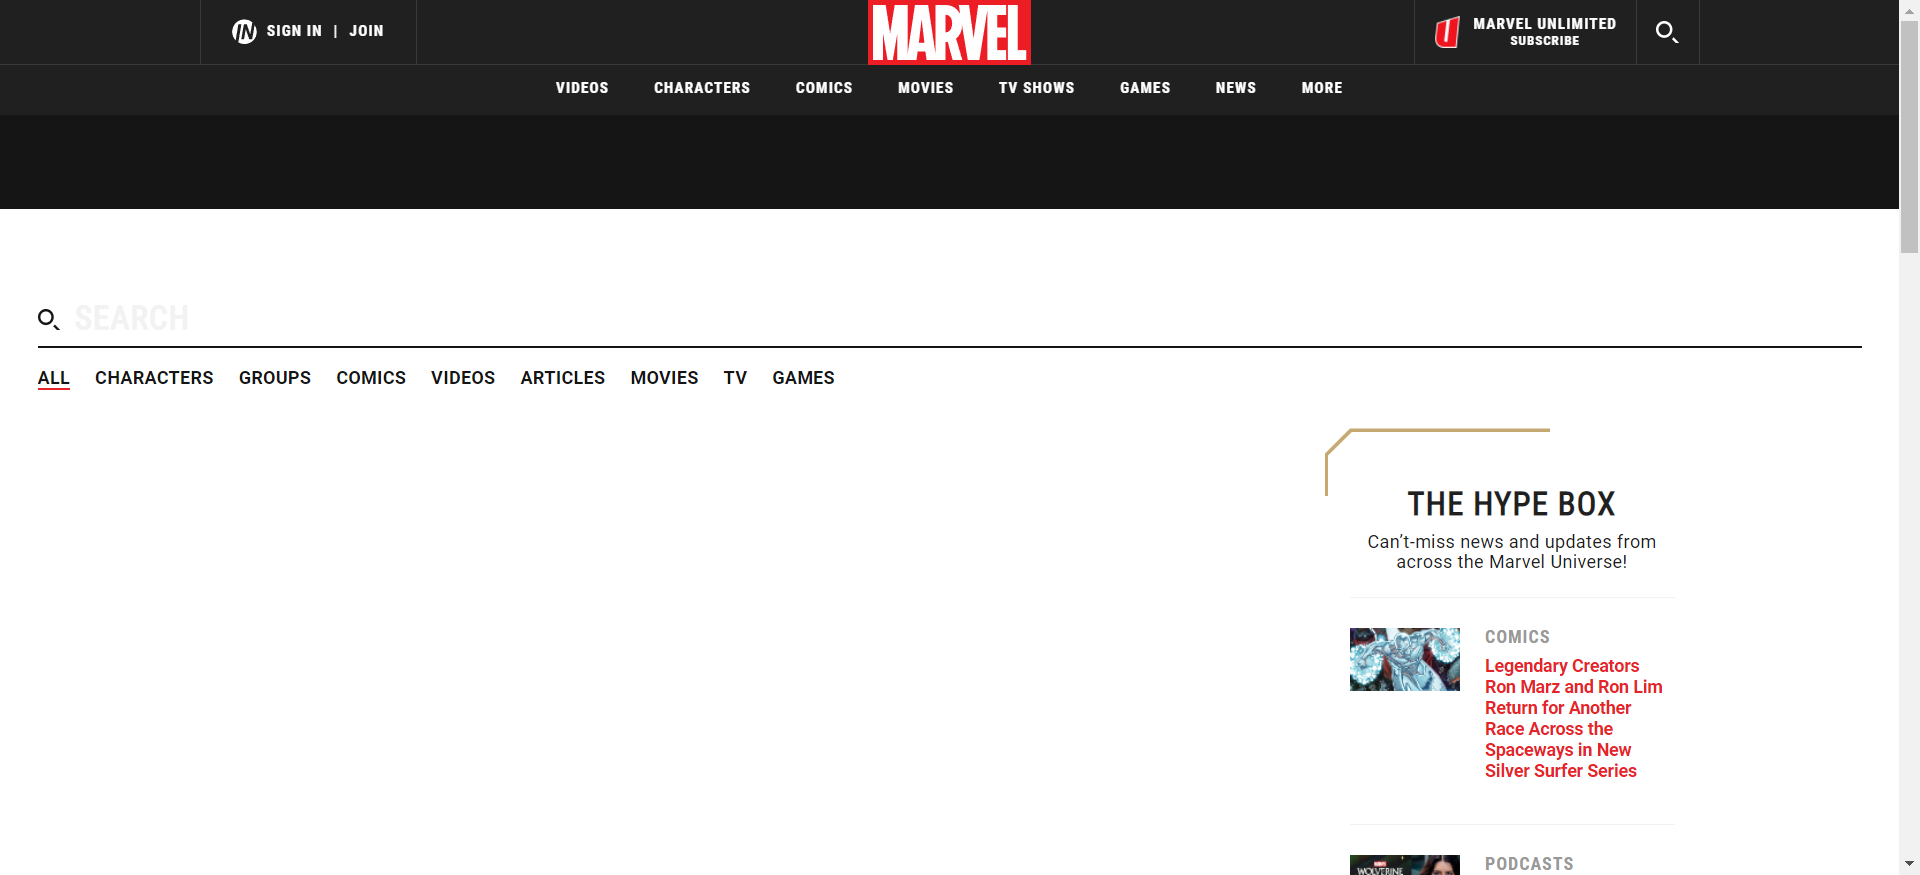 SIGN IN | JOIN
MARVEL
MARVEL UNLIMITED
SUBSCRIBE
VIDEOS CHARACTERS COMICS MOVIES TV SHOWS GAMES NEWS MORE
SEARCH
ALL CHARACTERS GROUPS COMICS VIDEOS ARTICLES MOVIES TV GAMES
THE HYPE BOX
Can’t-miss news and updates from
across the Marvel Universe!
COMICS
Legendary Creators
Ron Marz and Ron Lim
Return for Another
Race Across the
Spaceways in New
Silver Surfer Series
PODCASTS
WOLVERINE